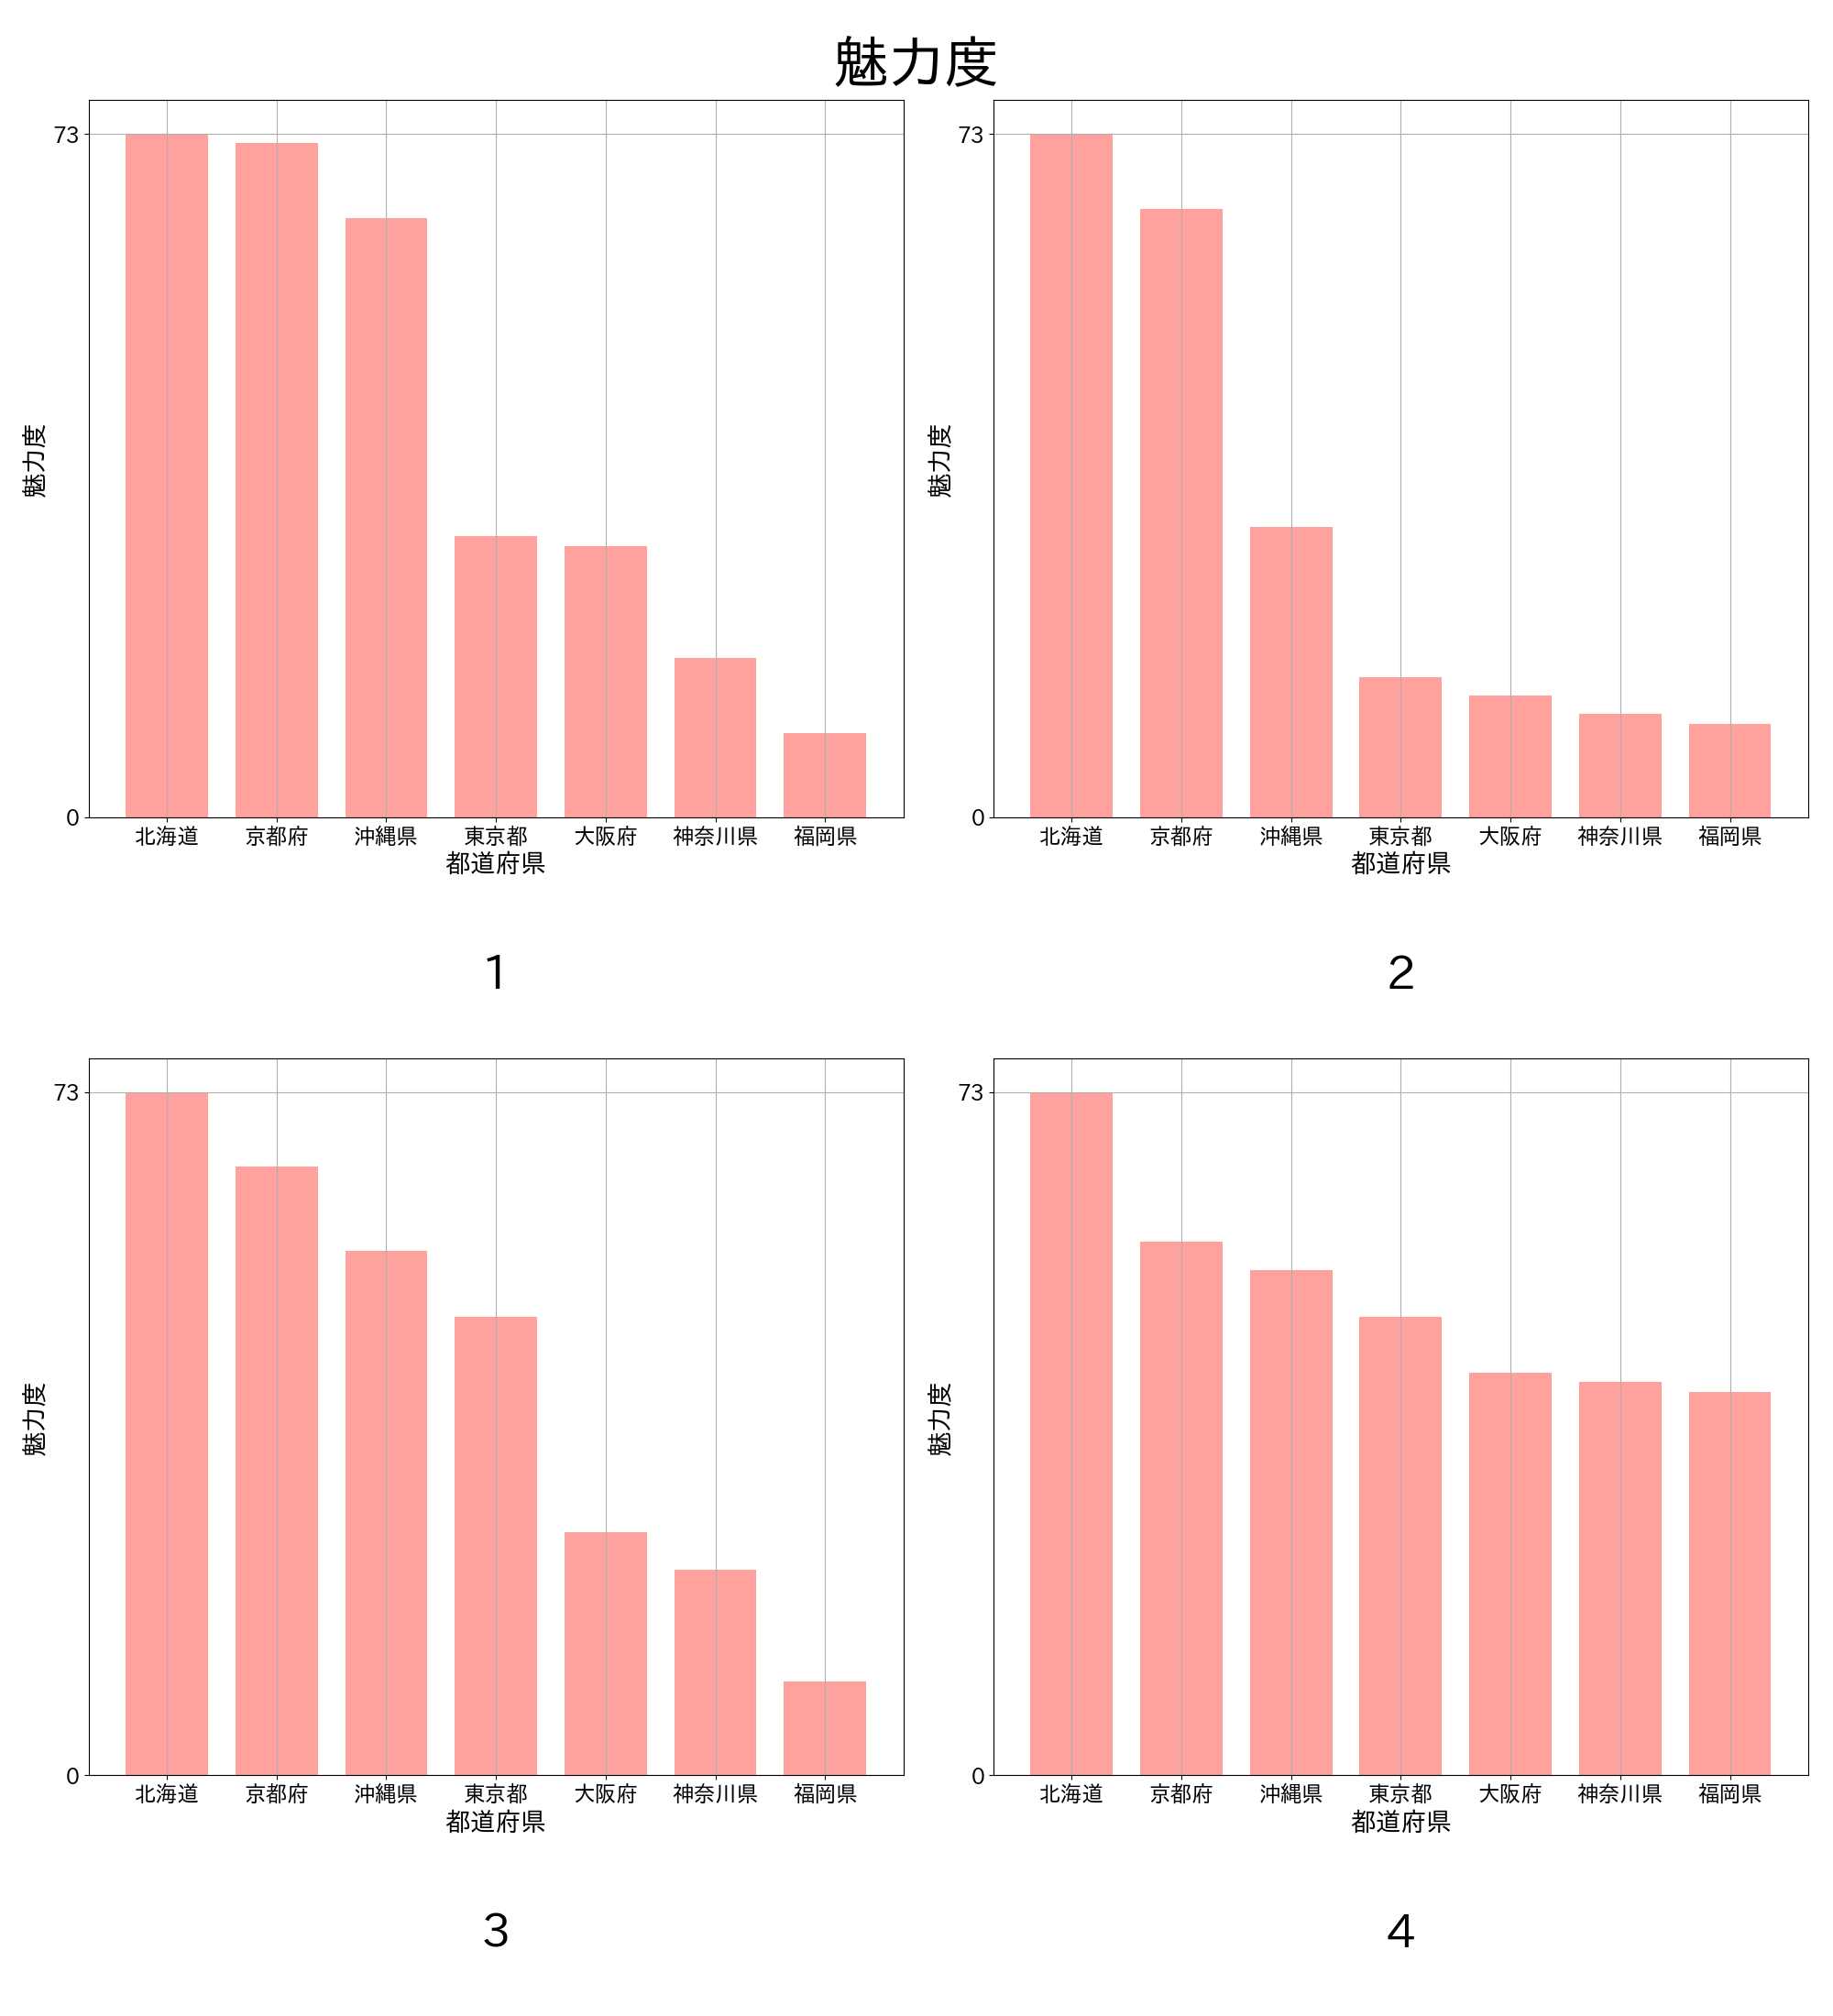 魅力度
73
0
魅力度
北海道 京都府 沖縄県 東京都 大阪府 神奈川県 福岡県
都道府県
1
73
0
魅力度
北海道 京都府 沖縄県 東京都 大阪府 神奈川県 福岡県
都道府県
2
73
0
魅力度
北海道 京都府 沖縄県 東京都 大阪府 神奈川県 福岡県
都道府県
3
73
0
魅力度
北海道 京都府 沖縄県 東京都 大阪府 神奈川県 福岡県
都道府県
4